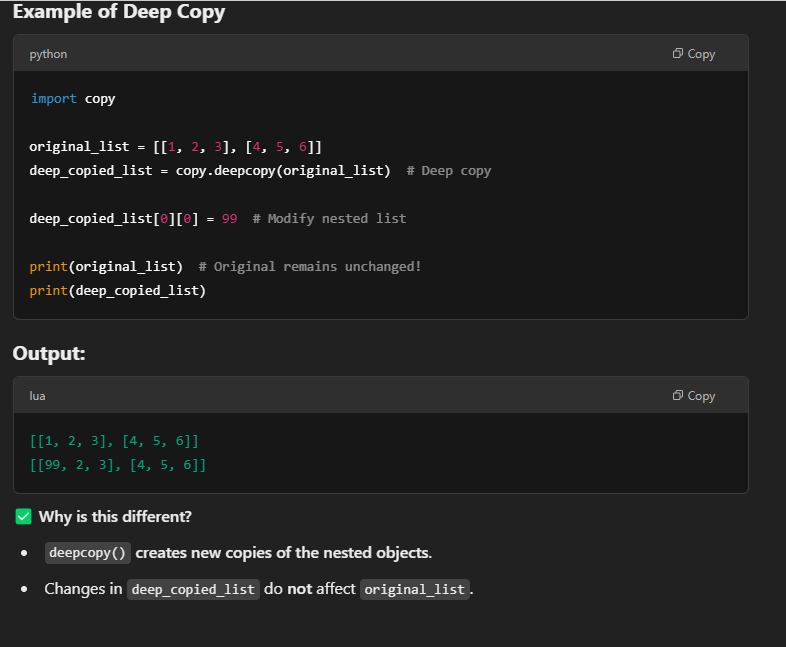 Example of Deep Copy
python
Copy
import copy
original_list = [[1, 2, 3], [4, 5, 6]]
deep_copied_list = copy.deepcopy(original_list)  # Deep copy
deep_copied_list[0][0] = 99  # Modify nested list
print(original_list)  # Original remains unchanged!
print(deep_copied_list)
Output:
lua
Copy
[[1, 2, 3], [4, 5, 6]]
[[99, 2, 3], [4, 5, 6]]
✅ Why is this different?
• deepcopy() creates new copies of the nested objects.
• Changes in deep_copied_list do not affect original_list.